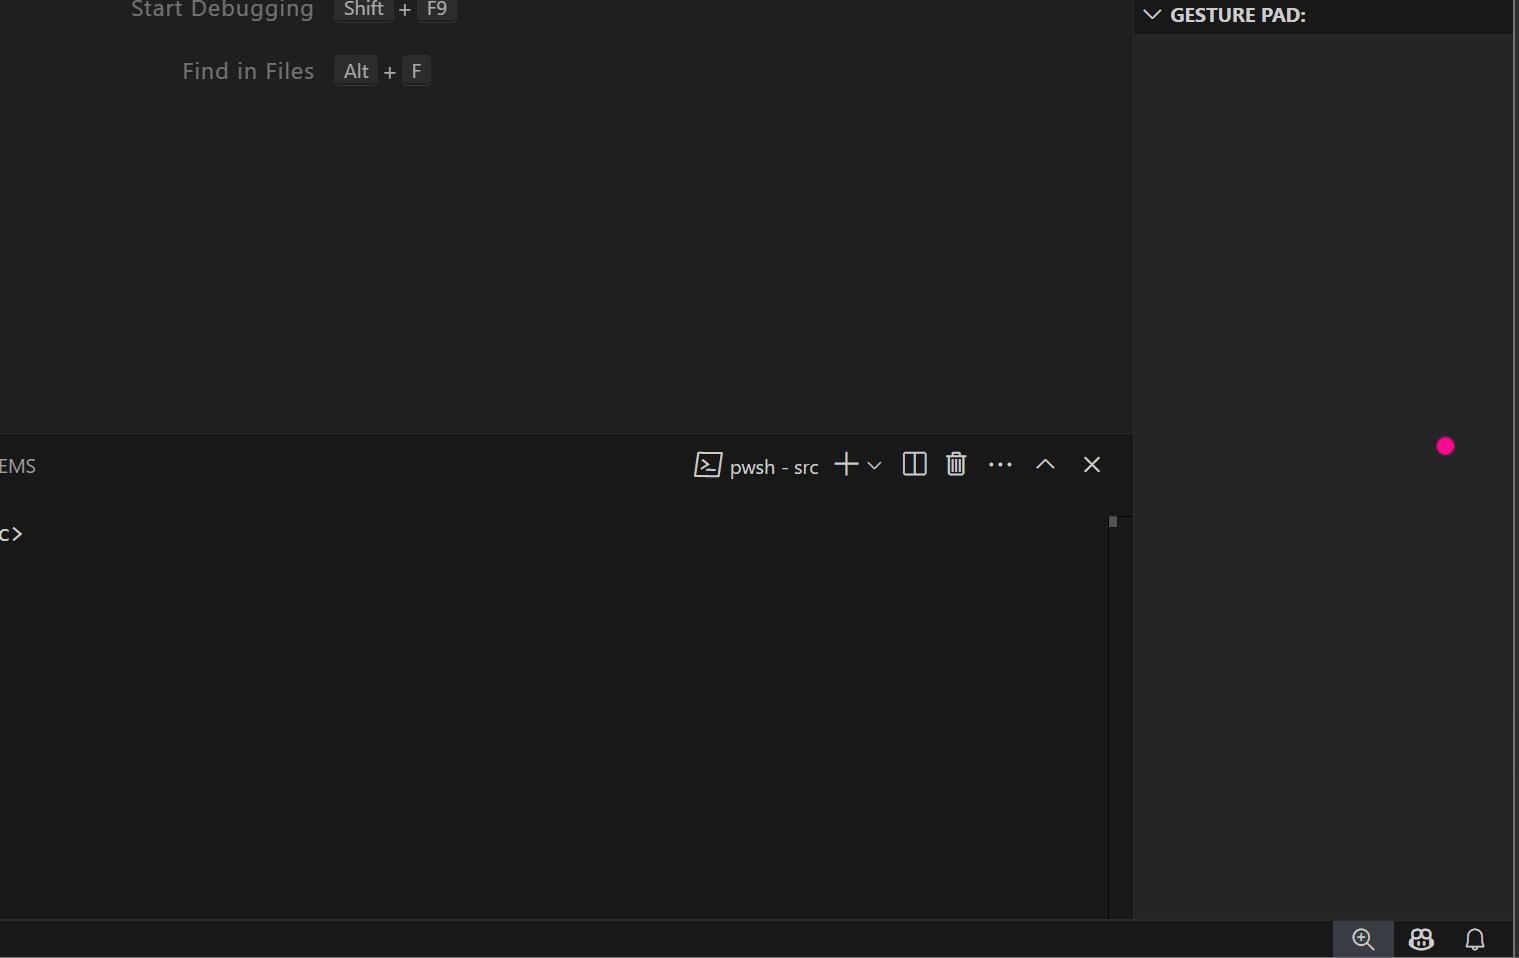 Start Debugging Shift + F9
GESTURE PAD:
Find in Files Alt + F
EMS
pwsh - src
c>